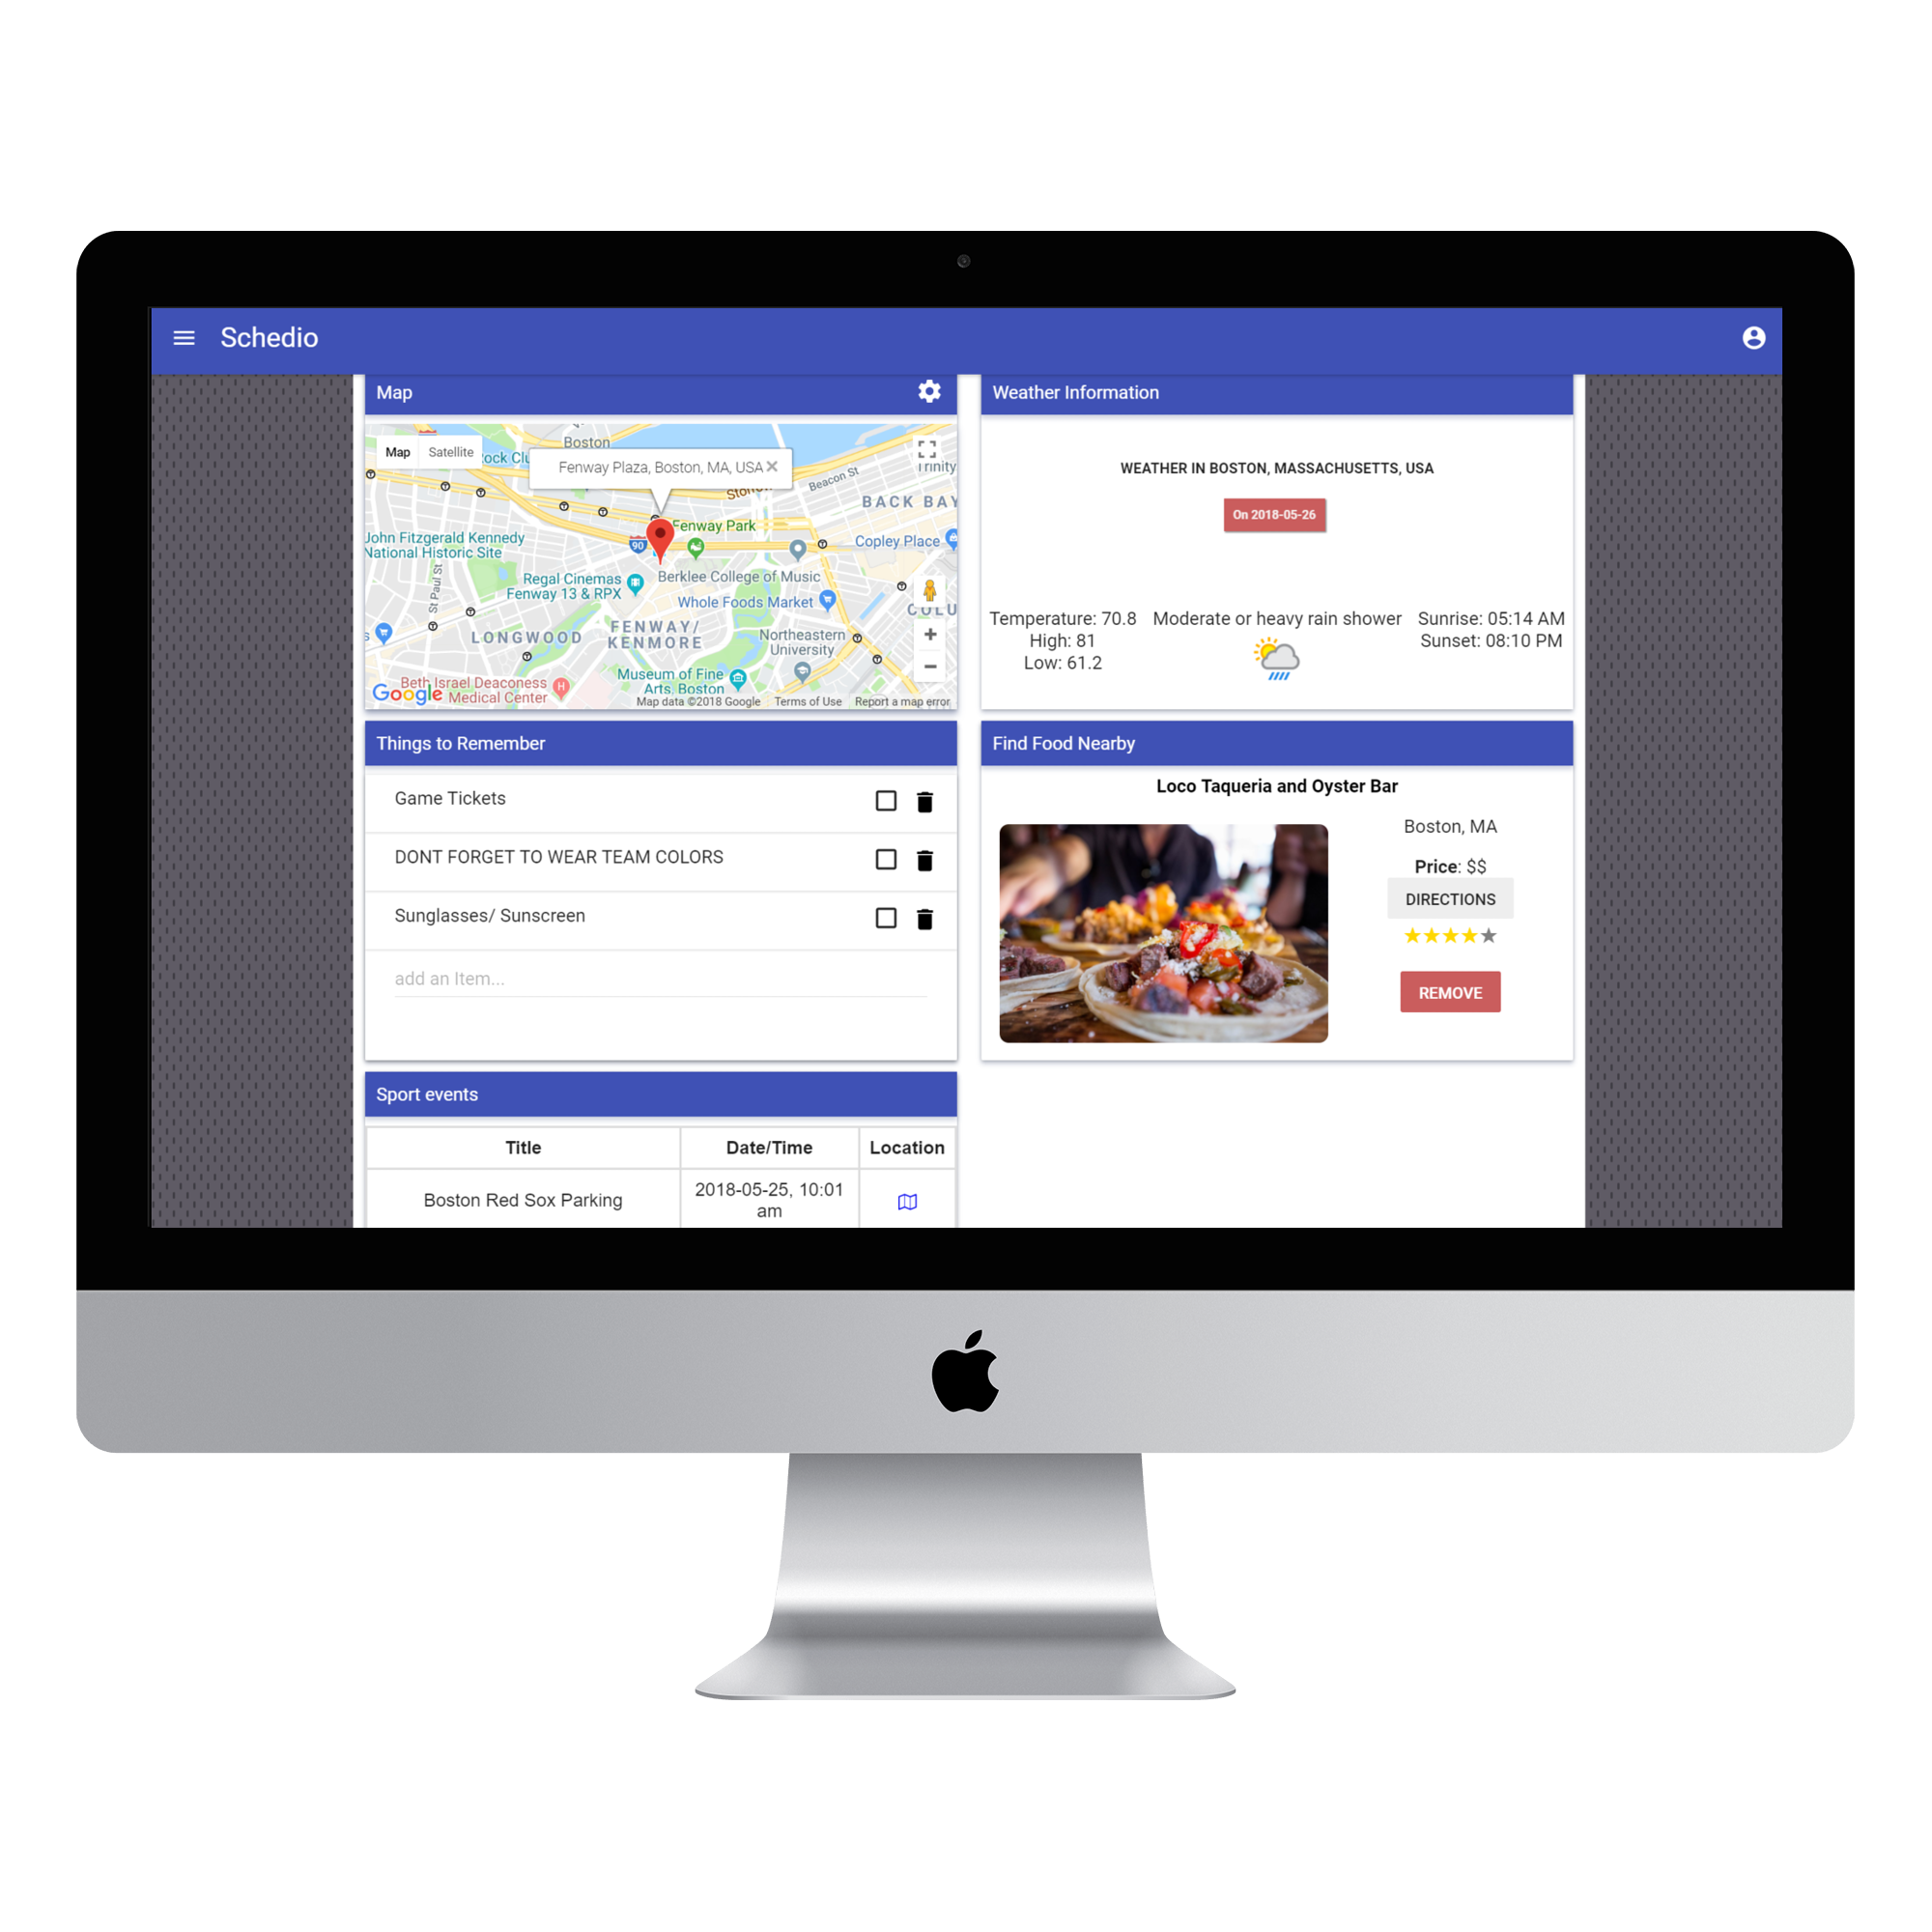 Schedio
Map
Map Satellite
Boston
Fenway Plaza, Boston, MA, USA
Beacon St
Trinity
BACK BAY
Fenway Park
John Fitzgerald Kennedy
National Historic Site
90
Copley Place
St Paul St
Regal Cinemas
Fenway 13 & RPX
Berklee College of Music
Whole Foods Market
COLU
LONGWOOD
FENWAY/
KENMORE
Northeastern
University
Museum of Fine
Arts, Boston
Beth Israel Deaconess
Medical Center
H
Google
Map data ©2018 Google Terms of Use Report a map error
Weather Information
WEATHER IN BOSTON, MASSACHUSETTS, USA
On 2018-05-26
Temperature: 70.8
High: 81
Low: 61.2
Moderate or heavy rain shower
Sunrise: 05:14 AM
Sunset: 08:10 PM
Things to Remember
Game Tickets
DONT FORGET TO WEAR TEAM COLORS
Sunglasses/ Sunscreen
add an Item...
Find Food Nearby
Loco Taqueria and Oyster Bar
Boston, MA
Price: $$
DIRECTIONS
REMOVE
Sport events
Title Date/Time Location
Boston Red Sox Parking
2018-05-25, 10:01
am